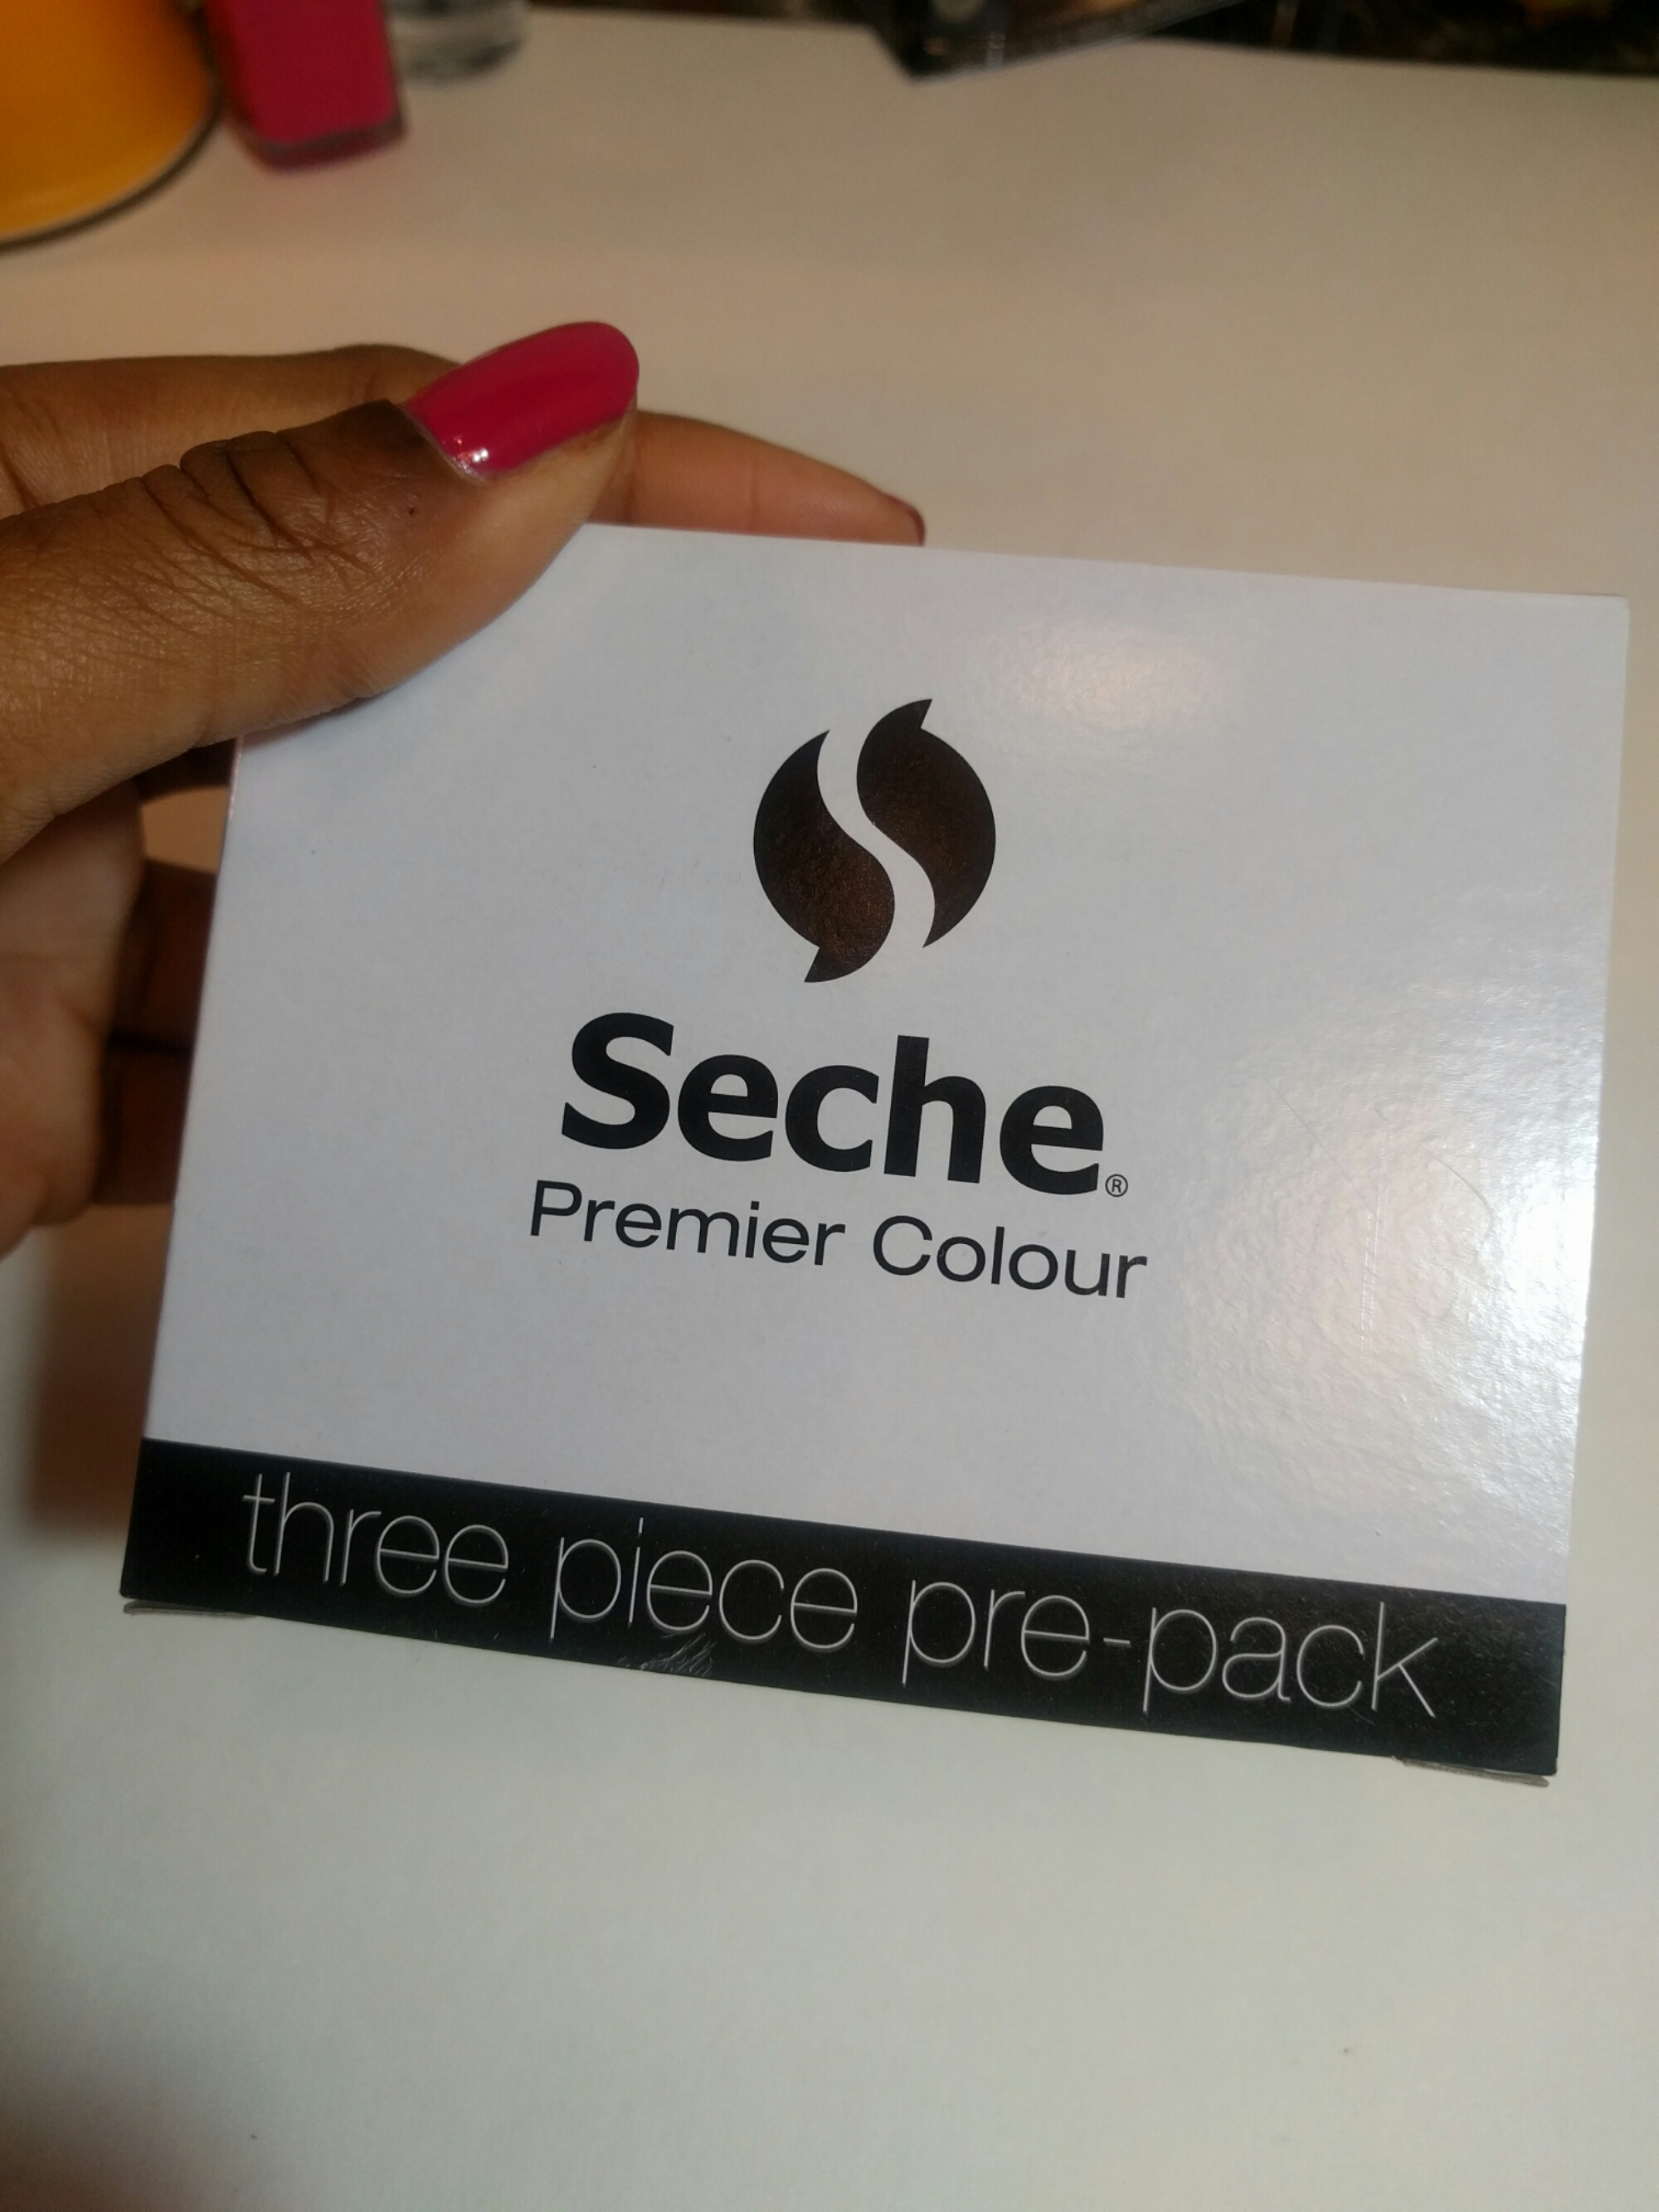 Seche®
Premier Colour
three piece pre-pack